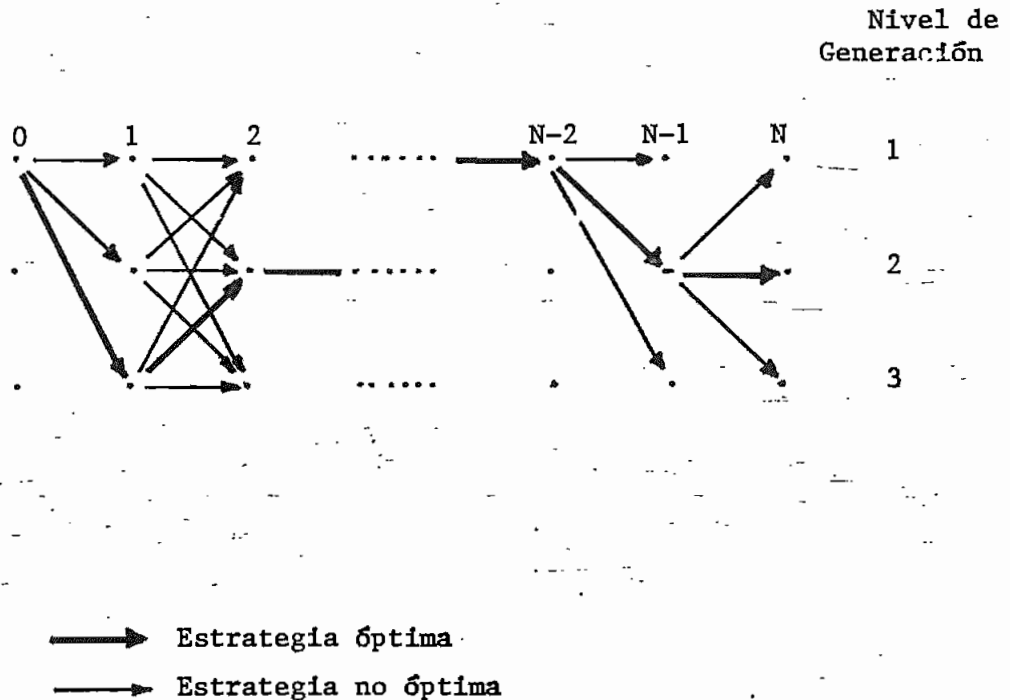 Nivel de
Generación
0 1 2 N-2 N-1 N
1
2
3
Estrategia óptima
Estrategia no óptima